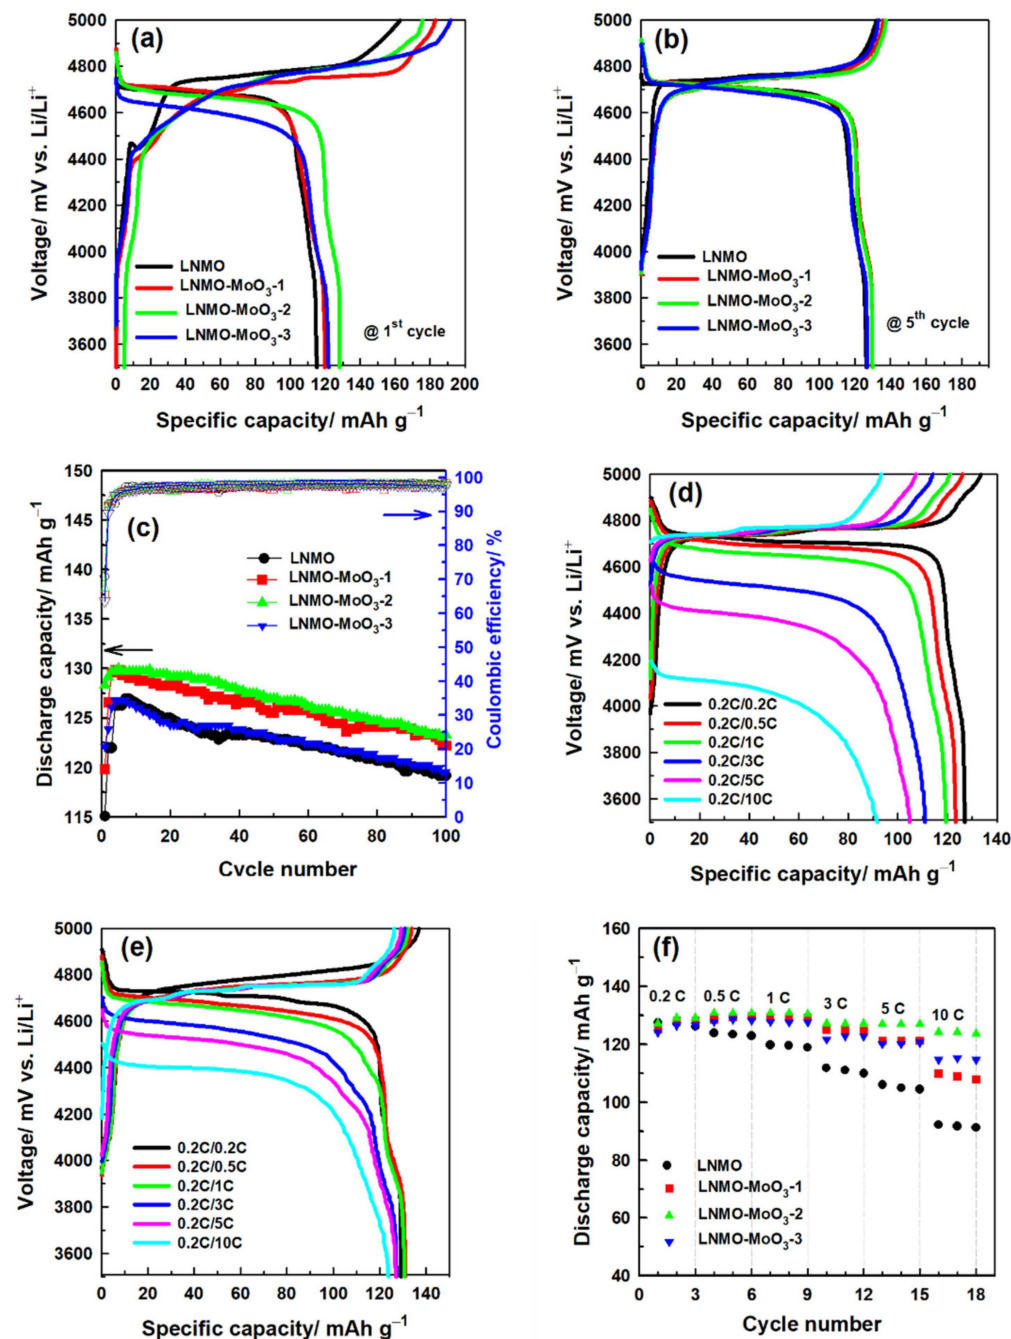 (a)
5000
4800
4600
4400
4200
4000
3800
3600
Voltage/ mV vs. Li/Li⁺
LNMO
LNMO-MoO₃-1
LNMO-MoO₃-2
LNMO-MoO₃-3
@ 1ˢᵗ cycle
0 20 40 60 80 100 120 140 160 180 200
Specific capacity/ mAh g⁻¹
(b)
5000
4800
4600
4400
4200
4000
3800
3600
Voltage/ mV vs. Li/Li⁺
LNMO
LNMO-MoO₃-1
LNMO-MoO₃-2
LNMO-MoO₃-3
@ 5ᵗʰ cycle
0 30 60 90 120 150 180
Specific capacity/ mAh g⁻¹
(c)
150
148
145
143
140
138
135
133
130
128
125
123
120
118
115
Discharge capacity/ mAh g⁻¹
LNMO
LNMO-MoO₃-1
LNMO-MoO₃-2
LNMO-MoO₃-3
100
90
80
70
60
50
40
30
20
10
0
Coulombic efficiency/ %
0 20 40 60 80 100
Cycle number
(d)
5000
4800
4600
4400
4200
4000
3800
3600
Voltage/ mV vs. Li/Li⁺
0.2C/0.2C
0.2C/0.5C
0.2C/1C
0.2C/3C
0.2C/5C
0.2C/10C
0 20 40 60 80 100 120 140
Specific capacity/ mAh g⁻¹
(e)
5000
4800
4600
4400
4200
4000
3800
3600
Voltage/ mV vs. Li/Li⁺
0.2C/0.2C
0.2C/0.5C
0.2C/1C
0.2C/3C
0.2C/5C
0.2C/10C
0 20 40 60 80 100 120 140
Specific capacity/ mAh g⁻¹
(f)
160
140
120
100
80
60
40
Discharge capacity/ mAh g⁻¹
0.2 C 0.5 C 1 C 3 C 5 C 10 C
LNMO
LNMO-MoO₃-1
LNMO-MoO₃-2
LNMO-MoO₃-3
0 3 6 9 12 15 18
Cycle number